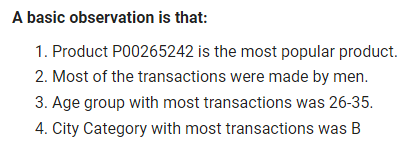 A basic observation is that:
1. Product P00265242 is the most popular product.
2. Most of the transactions were made by men.
3. Age group with most transactions was 26-35.
4. City Category with most transactions was B